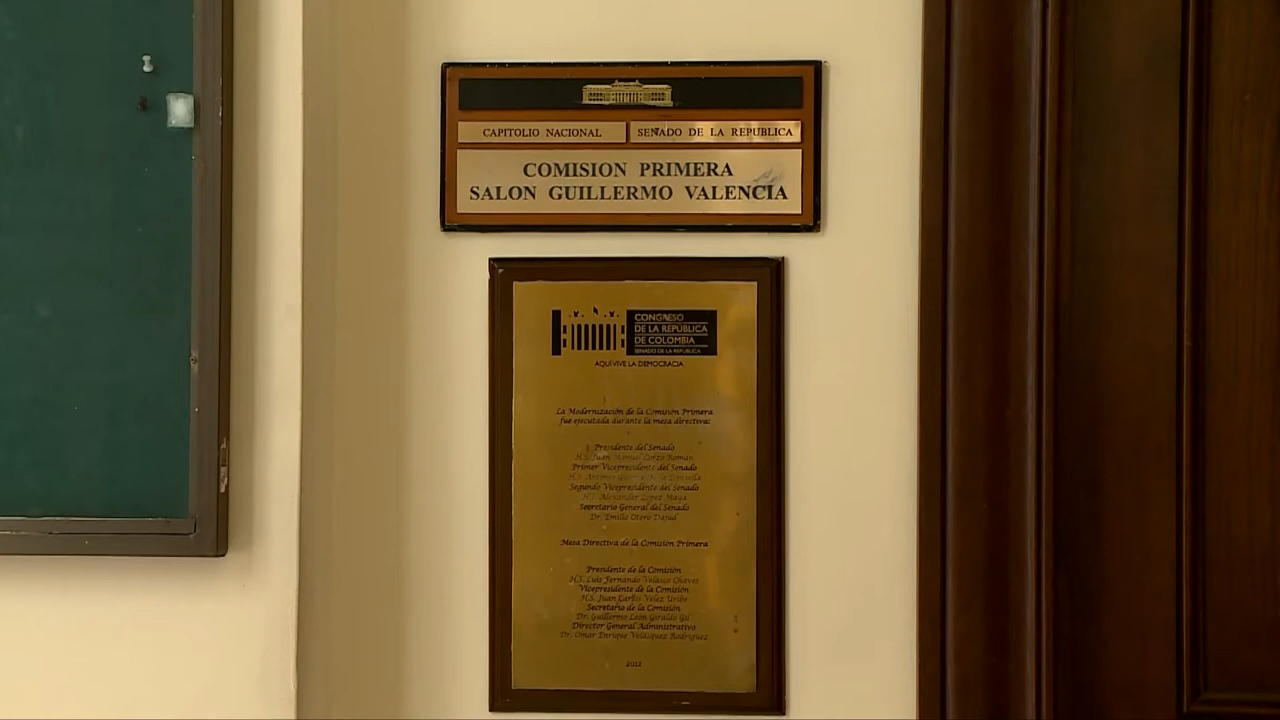 CAPITOLIO NACIONAL
SENADO DE LA REPUBLICA
COMISION PRIMERA
SALON GUILLERMO VALENCIA
CONGRESO
DE LA REPÚBLICA
DE COLOMBIA
SENADO DE LA REPUBLICA
AQUÍ VIVE LA DEMOCRACIA
La Modernización de la Comisión Primera
fue ejecutada durante la mesa directiva:
Presidente del Senado
H.S. Juan Manuel Corzo Román
Primer Vicepresidente del Senado
H.S. Antonio
Segundo Vicepresidente del Senado
H.S. Alexander López Maya
Secretario General del Senado
Dr. Emilio Otero Dajud
Mesa Directiva de la Comisión Primera
Presidente de la Comisión
H.S. Luis Fernando Velasco Chaves
Vicepresidente de la Comisión
H.S. Juan Karlos Velez Uribe
Secretario de la Comisión
Dr. Guillermo León Giraldo Gil
Director General Administrativo
Dr. Omar Enrique Velásquez Rodríguez
2012